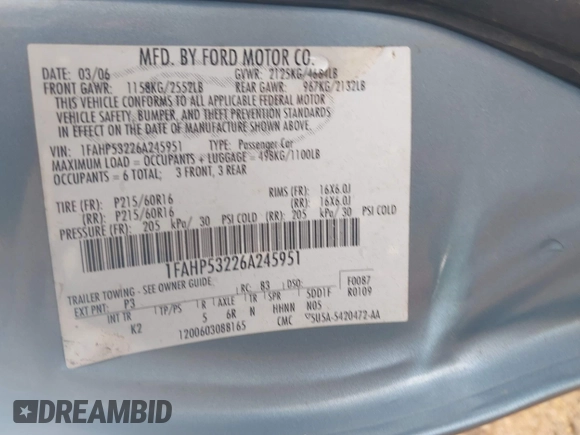 MFD. BY FORD MOTOR CO.
DATE: 03/06 GVWR: 2125KG/4684LB
FRONT GAWR: 1158KG/2552LB REAR GAWR: 967KG/2132LB
THIS VEHICLE CONFORMS TO ALL APPLICABLE FEDERAL MOTOR
VEHICLE SAFETY, BUMPER, AND THEFT PREVENTION STANDARDS
IN EFFECT ON THE DATE OF MANUFACTURE SHOWN ABOVE.
VIN: 1FAHP53226A245951 TYPE: Passenger Car
MAXIMUM LOAD = OCCUPANTS + LUGGAGE = 498KG/1100LB
OCCUPANTS = 6 TOTAL; 3 FRONT, 3 REAR
TIRE (FR): P215/60R16 RIMS (FR): 16X6.0J
(RR): P215/60R16 (RR): 16X6.0J
PRESSURE (FR): 205 kPa/ 30 PSI COLD (RR): 205 kPa/ 30 PSI COLD
1FAHP53226A245951
TRAILER TOWING - SEE OWNER GUIDE
RC: B3 DSO: F0087
EXT PNT: P3 5DD1F R0109
INT TR TP/PS R AXLE TR SPR N05
K2 5 6R N HHNN
1200603088165 CMC ▽5U5A-5420472-AA
DREAMBID